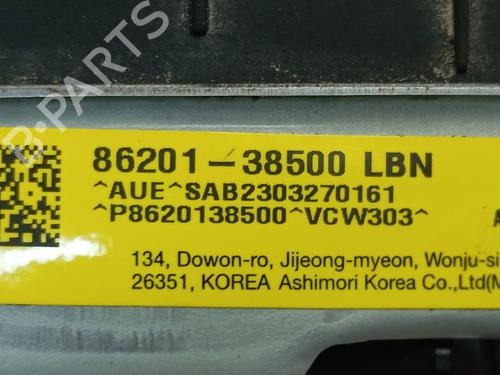 B-PARTS
86201-38500 LBN
^AUE^SAB2303270161
^P8620138500^VCW303^
134, Dowon-ro, Jijeong-myeon, Wonju-si
26351, KOREA Ashimori Korea Co.,Ltd(M